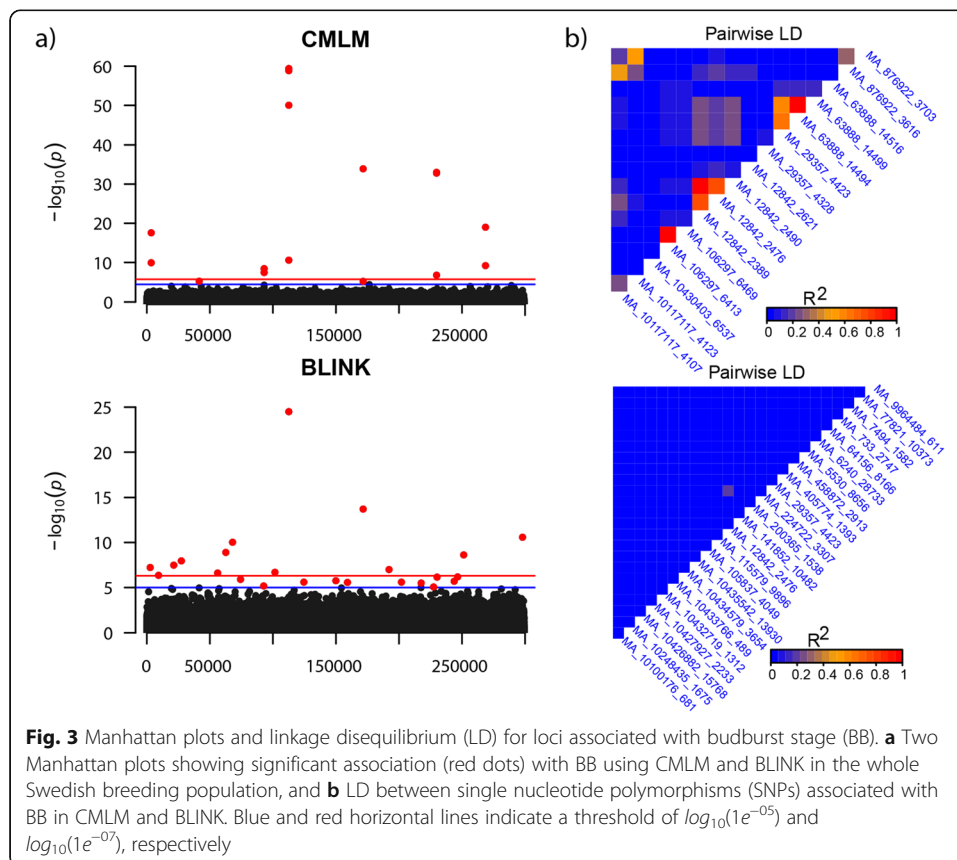 a)
CMLM
−log10(p)
60
50
40
30
20
10
0
0
50000
150000
250000
BLINK
−log10(p)
25
20
15
10
5
0
0
50000
150000
250000
b)
Pairwise LD
MA_876922_3703
MA_876922_3616
MA_63888_14516
MA_63888_14499
MA_63888_14494
MA_29357_4423
MA_29357_4328
MA_12842_2621
MA_12842_2490
MA_12842_2476
MA_12842_2389
MA_106297_6469
MA_106297_6413
MA_10430403_6537
MA_10117117_4123
MA_10117117_4107
R2
0 0.2 0.4 0.6 0.8 1
Pairwise LD
MA_9964484_611
MA_77821_10373
MA_7494_1582
MA_733_2747
MA_64156_8166
MA_6240_28733
MA_5530_8656
MA_458872_2913
MA_405774_1393
MA_29357_4423
MA_224722_3307
MA_200365_1538
MA_141852_10482
MA_12842_2476
MA_115579_9896
MA_105837_4049
MA_10435542_13930
MA_10434579_3654
MA_10433766_489
MA_10432719_1312
MA_10427927_2233
MA_10426882_15768
MA_10248435_1675
MA_10100176_681
R2
0 0.2 0.4 0.6 0.8 1
Fig. 3 Manhattan plots and linkage disequilibrium (LD) for loci associated with budburst stage (BB). a Two
Manhattan plots showing significant association (red dots) with BB using CMLM and BLINK in the whole
Swedish breeding population, and b LD between single nucleotide polymorphisms (SNPs) associated with
BB in CMLM and BLINK. Blue and red horizontal lines indicate a threshold of log10(1e−05) and
log10(1e−07), respectively